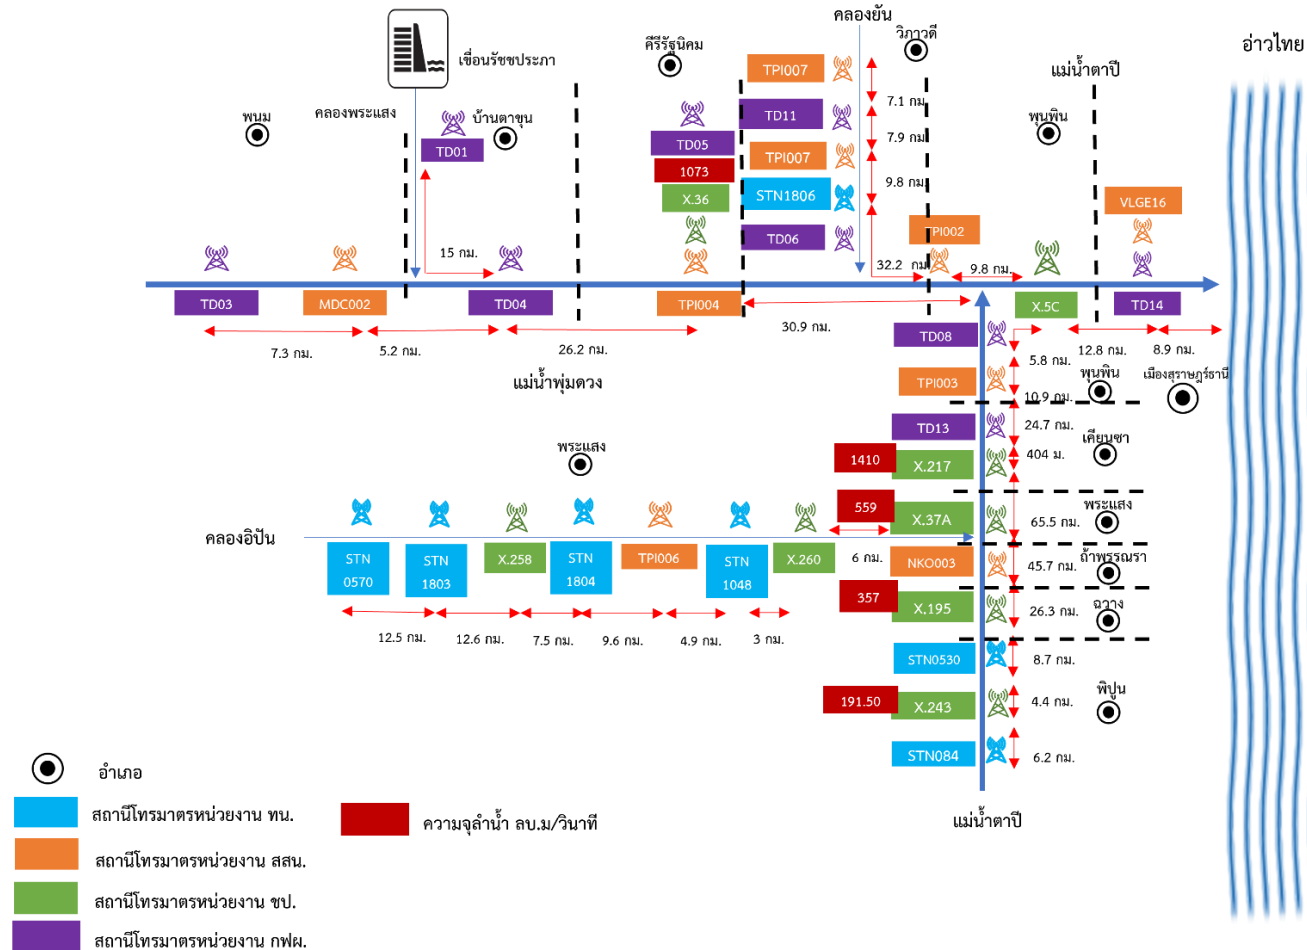 คลองยัน
วิภาวดี
อ่าวไทย
เขื่อนรัชชประภา
คีรีรัฐนิคม
TPI007
7.1 กม.
แม่น้ำตาปี
พนม
คลองพระแสง
บ้านตาขุน
TD01
TD05
TD11
7.9 กม.
พุนพิน
1073
TPI007
X.36
STN1806
9.8 กม.
VLGE16
TD06
TPI002
15 กม.
32.2 กม.
9.8 กม.
TD03
MDC002
TD04
TPI004
X.5C
TD14
7.3 กม.
5.2 กม.
26.2 กม.
30.9 กม.
TD08
5.8 กม.
12.8 กม.
8.9 กม.
แม่น้ำพุ่มดวง
TPI003
10.9 กม.
พุนพิน
เมืองสุราษฎร์ธานี
TD13
24.7 กม.
เคียนซา
พระแสง
1410
X.217
404 ม.
559
X.37A
65.5 กม.
พระแสง
คลองอิปัน
STN
0570
STN
1803
X.258
STN
1804
TPI006
STN
1048
X.260
6 กม.
NKO003
45.7 กม.
ถ้ำพรรณรา
357
X.195
26.3 กม.
ฉวาง
12.5 กม.
12.6 กม.
7.5 กม.
9.6 กม.
4.9 กม.
3 กม.
STN0530
8.7 กม.
191.50
X.243
4.4 กม.
พิปูน
STN084
6.2 กม.
แม่น้ำตาปี
อำเภอ
สถานีโทรมาตรหน่วยงาน ทน.
ความจุลำน้ำ ลบ.ม/วินาที
สถานีโทรมาตรหน่วยงาน สสน.
สถานีโทรมาตรหน่วยงาน ชป.
สถานีโทรมาตรหน่วยงาน กฟผ.